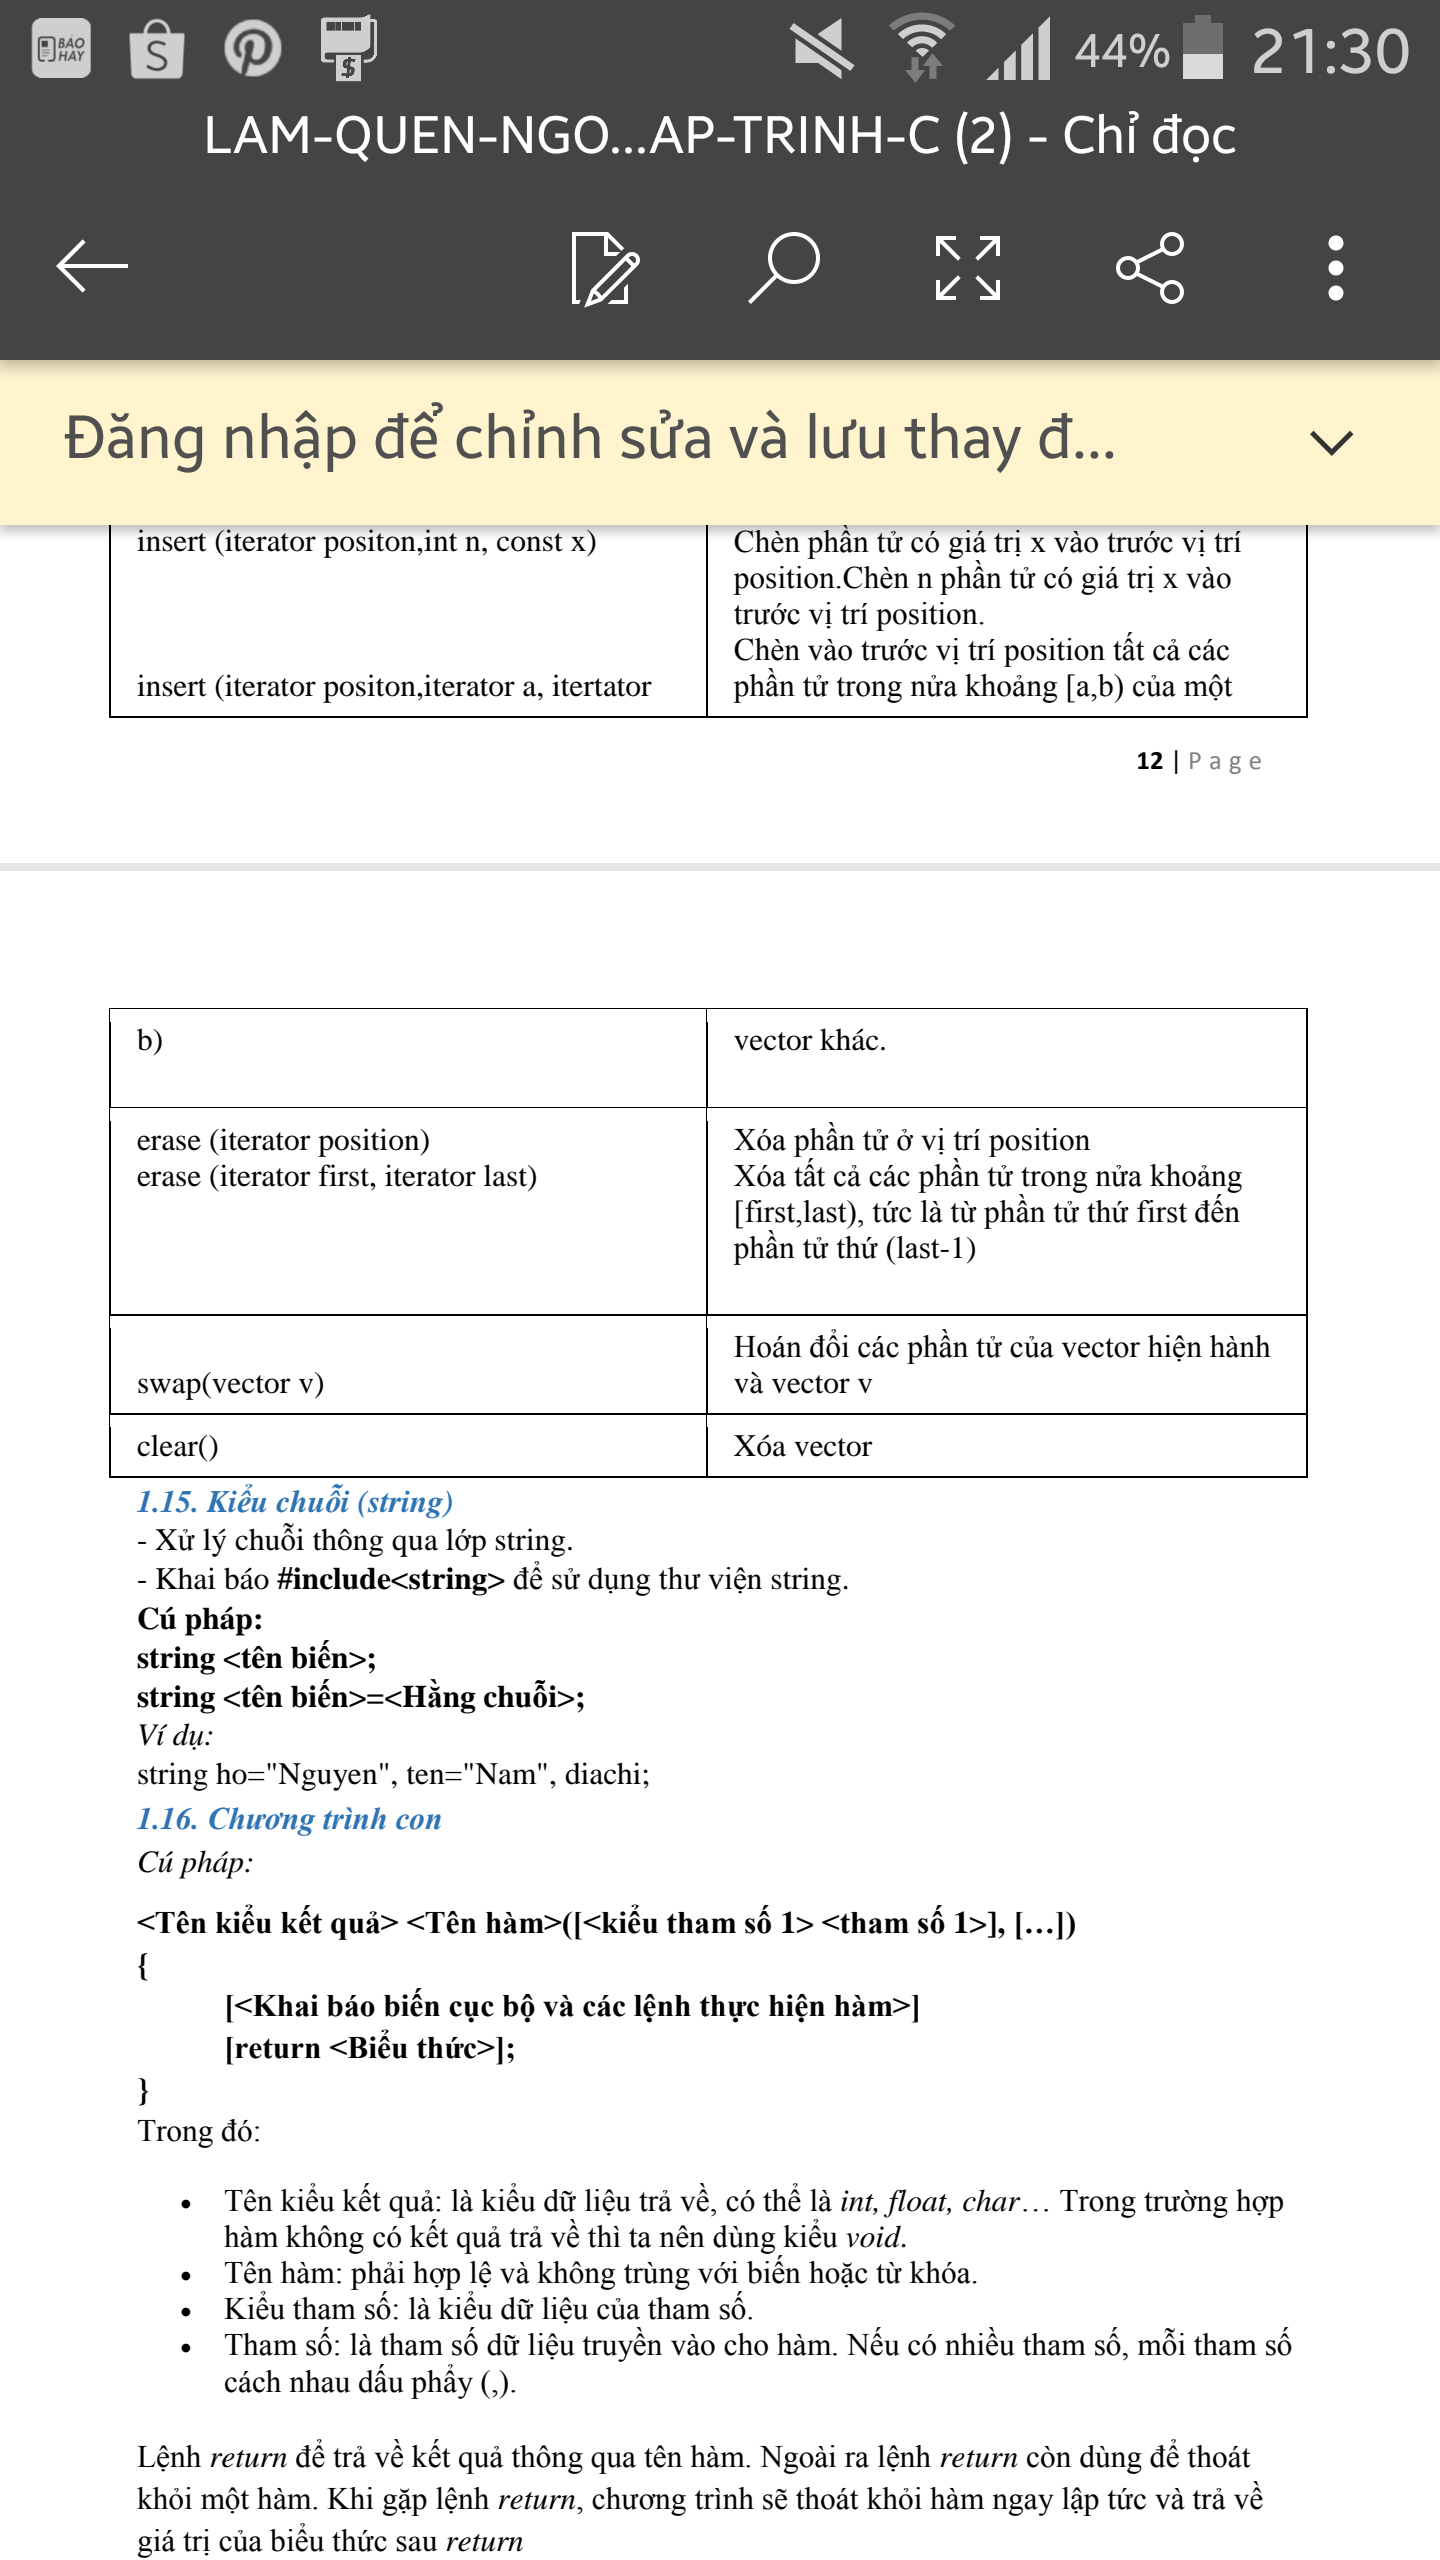 BÁO
HAY
S
$
44%
21:30
LAM-QUEN-NGO...AP-TRINH-C (2) - Chỉ đọc
Đăng nhập để chỉnh sửa và lưu thay đ...
insert (iterator positon,int n, const x)
Chèn phần tử có giá trị x vào trước vị trí
position.Chèn n phần tử có giá trị x vào
trước vị trí position.
Chèn vào trước vị trí position tất cả các
insert (iterator positon,iterator a, itertator
phần tử trong nửa khoảng [a,b) của một
12 | Page
b)
vector khác.
erase (iterator position)
erase (iterator first, iterator last)
Xóa phần tử ở vị trí position
Xóa tất cả các phần tử trong nửa khoảng
[first,last), tức là từ phần tử thứ first đến
phần tử thứ (last-1)
swap(vector v)
Hoán đổi các phần tử của vector hiện hành
và vector v
clear()
Xóa vector
1.15. Kiểu chuỗi (string)
- Xử lý chuỗi thông qua lớp string.
- Khai báo #include<string> để sử dụng thư viện string.
Cú pháp:
string <tên biến>;
string <tên biến>=<Hằng chuỗi>;
Ví dụ:
string ho="Nguyen", ten="Nam", diachi;
1.16. Chương trình con
Cú pháp:
<Tên kiểu kết quả> <Tên hàm>([<kiểu tham số 1> <tham số 1>], [...])
{
[<Khai báo biến cục bộ và các lệnh thực hiện hàm>]
[return <Biểu thức>];
}
Trong đó:
• Tên kiểu kết quả: là kiểu dữ liệu trả về, có thể là int, float, char... Trong trường hợp
hàm không có kết quả trả về thì ta nên dùng kiểu void.
• Tên hàm: phải hợp lệ và không trùng với biến hoặc từ khóa.
• Kiểu tham số: là kiểu dữ liệu của tham số.
• Tham số: là tham số dữ liệu truyền vào cho hàm. Nếu có nhiều tham số, mỗi tham số
cách nhau dấu phẩy (,).
Lệnh return để trả về kết quả thông qua tên hàm. Ngoài ra lệnh return còn dùng để thoát
khỏi một hàm. Khi gặp lệnh return, chương trình sẽ thoát khỏi hàm ngay lập tức và trả về
giá trị của biểu thức sau return